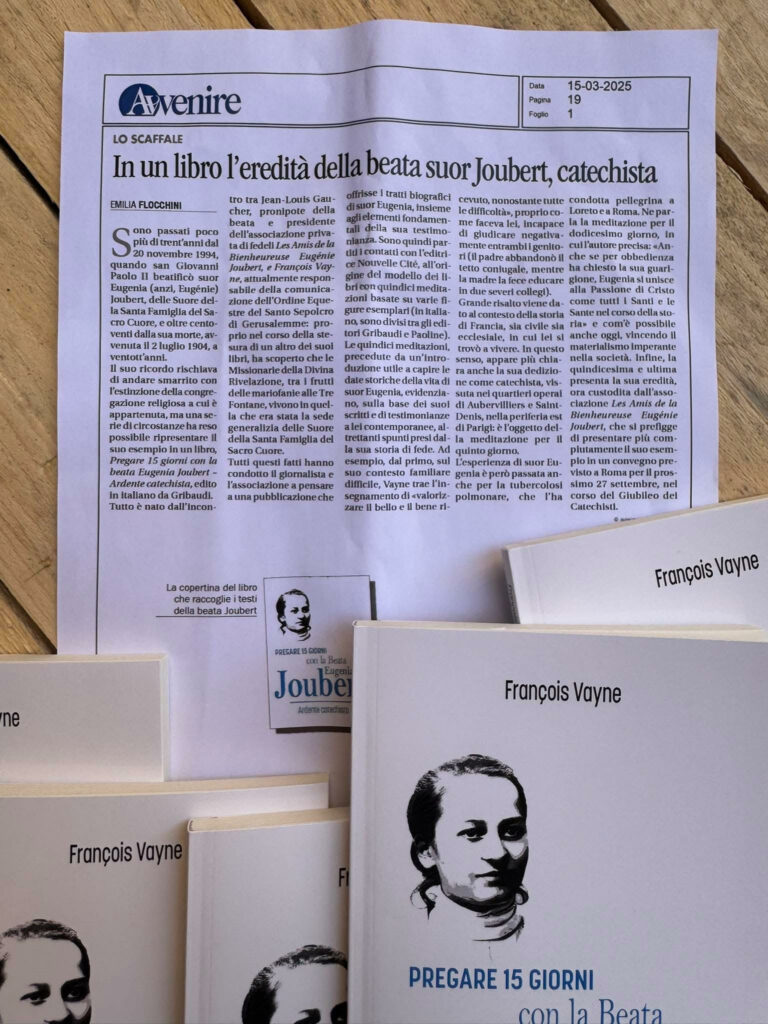 Avvenire
Data 15-03-2025
Pagina 19
Foglio 1
LO SCAFFALE
In un libro l'eredità della beata suor Joubert, catechista
EMILIA FLOCCHINI
Sono passati poco
più di trent'anni dal
20 novembre 1994,
quando san Giovanni
Paolo II beatificò suor
Eugenia (anzi, Eugénie)
Joubert, delle Suore del-
la Santa Famiglia del Sa-
cro Cuore, e oltre cento-
venti dalla sua morte, av-
venuta il 2 luglio 1904, a
ventott'anni.
Il suo ricordo rischiava
di andare smarrito con
l'estinzione della congre-
gazione religiosa a cui è
appartenuta, ma una se-
rie di circostanze ha reso
possibile ripresentare il
suo esempio in un libro,
Pregare 15 giorni con la
beata Eugenia Joubert –
Ardente catechista, edito
in italiano da Gribaudi.
Tutto è nato dall'incon-
tro tra Jean-Louis Gau-
cher, pronipote della
beata e presidente
dell'associazione priva-
ta di fedeli Les Amis de la
Bienheureuse Eugénie
Joubert, e François Vay-
ne, attualmente respon-
sabile della comunica-
zione dell'Ordine Eque-
stre del Santo Sepolcro
di Gerusalemme: pro-
prio nel corso della ste-
sura di un altro dei suoi
libri, ha scoperto che le
Missionarie della Divina
Rivelazione, tra i frutti
delle mariofanie alle Tre
Fontane, vivono in quel-
la che era stata la sede
generalizia delle Suore
della Santa Famiglia del
Sacro Cuore.
Tutti questi fatti hanno
condotto il giornalista e
l'associazione a pensare
a una pubblicazione che
offrisse i tratti biografici
di suor Eugenia, insieme
agli elementi fondamen-
tali della sua testimo-
nianza. Sono quindi par-
titi i contatti con l'editri-
ce Nouvelle Cité, all'ori-
gine del modello dei li-
bri con quindici medita-
zioni basate su varie fi-
gure esemplari (in italia-
no, sono divisi tra gli edi-
tori Gribaudi e Paoline).
Le quindici meditazioni,
precedute da un'intro-
duzione utile a capire le
date storiche della vita di
suor Eugenia, evidenzia-
no, sulla base dei suoi
scritti e di testimonianze
a lei contemporanee, al-
trettanti spunti presi dal-
la sua storia di fede. Ad
esempio, dal primo, sul
suo contesto familiare
difficile, Vayne trae l'in-
segnamento di «valoriz-
zare il bello e il bene ri-
cevuto, nonostante tutte
le difficoltà», proprio co-
me faceva lei, incapace
di giudicare negativa-
mente entrambi i genito-
ri (il padre abbandonò il
tetto coniugale, mentre
la madre la fece educare
in due severi collegi).
Grande risalto viene da-
to al contesto della storia
di Francia, sia civile sia
ecclesiale, in cui lei si
trovò a vivere. In questo
senso, appare più chia-
ra anche la sua dedizio-
ne come catechista, vis-
suta nei quartieri operai
di Aubervilliers e Saint-
Denis, nella periferia est
di Parigi: è l'oggetto del-
la meditazione per il
quinto giorno.
L'esperienza di suor Eu-
genia è però passata an-
che per la tubercolosi
polmonare, che l'ha
condotta pellegrina a
Loreto e a Roma. Ne par-
la la meditazione per il
dodicesimo giorno, in
cui l'autore precisa: «An-
che se per obbedienza
ha chiesto la sua guari-
gione, Eugenia si unisce
alla Passione di Cristo
come tutti i Santi e le
Sante nel corso della sto-
ria» e com'è possibile
anche oggi, vincendo il
materialismo imperante
nella società. Infine, la
quindicesima e ultima
presenta la sua eredità,
ora custodita dall'asso-
ciazione Les Amis de la
Bienheureuse Eugénie
Joubert, che si prefigge
di presentare più com-
piutamente il suo esem-
pio in un convegno pre-
visto a Roma per il pros-
simo 27 settembre, nel
corso del Giubileo dei
Catechisti.
La copertina del libro
che raccoglie i testi
della beata Joubert
PREGARE 15 GIORNI
con la Beata
Eugenia
Jouber
Ardente catechista
François Vayne
François Vayne
PREGARE 15 GIORNI
con la Beata
yne
François Vayne
F